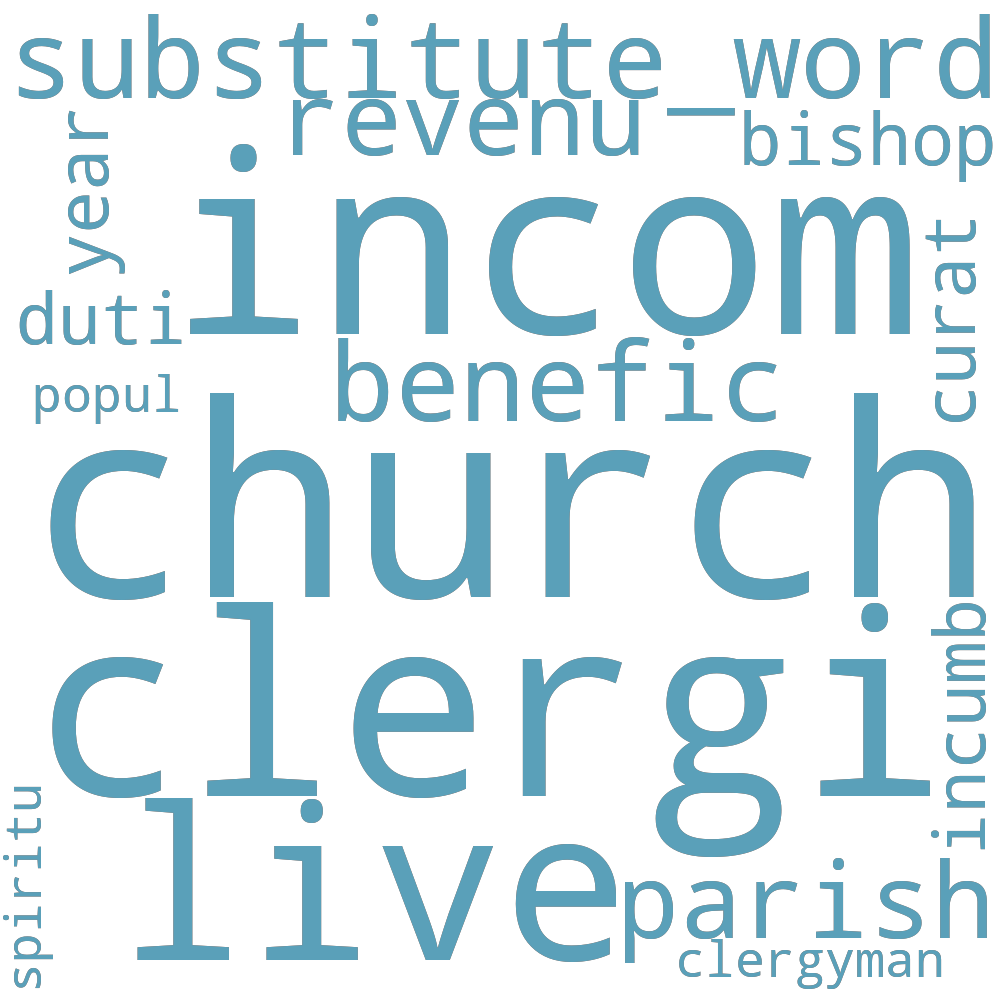 substitute_word
revenu
bishop
year
incom
curat
duti
benefic
popul
church
clergi
incumb
live
spiritu
parish
clergyman